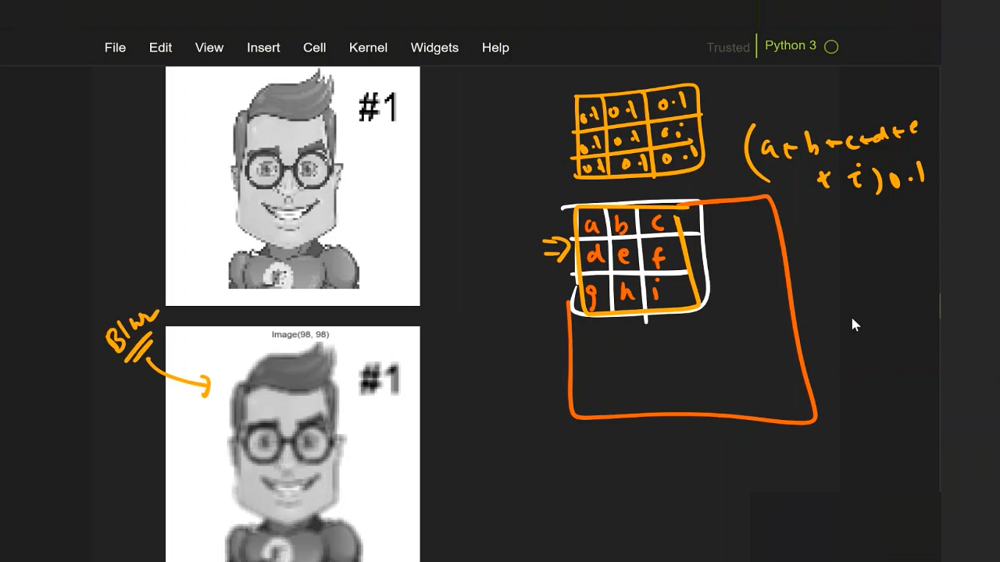 File Edit View Insert Cell Kernel Widgets Help Trusted Python 3
#1
0.1 0.1 0.1
0.1 0.1 0.1
0.1 0.1 0.1
(a+b+c+d+e
+ i) 0.1
a b c
d e f
g h i
Blur
Image(98, 98)
#1